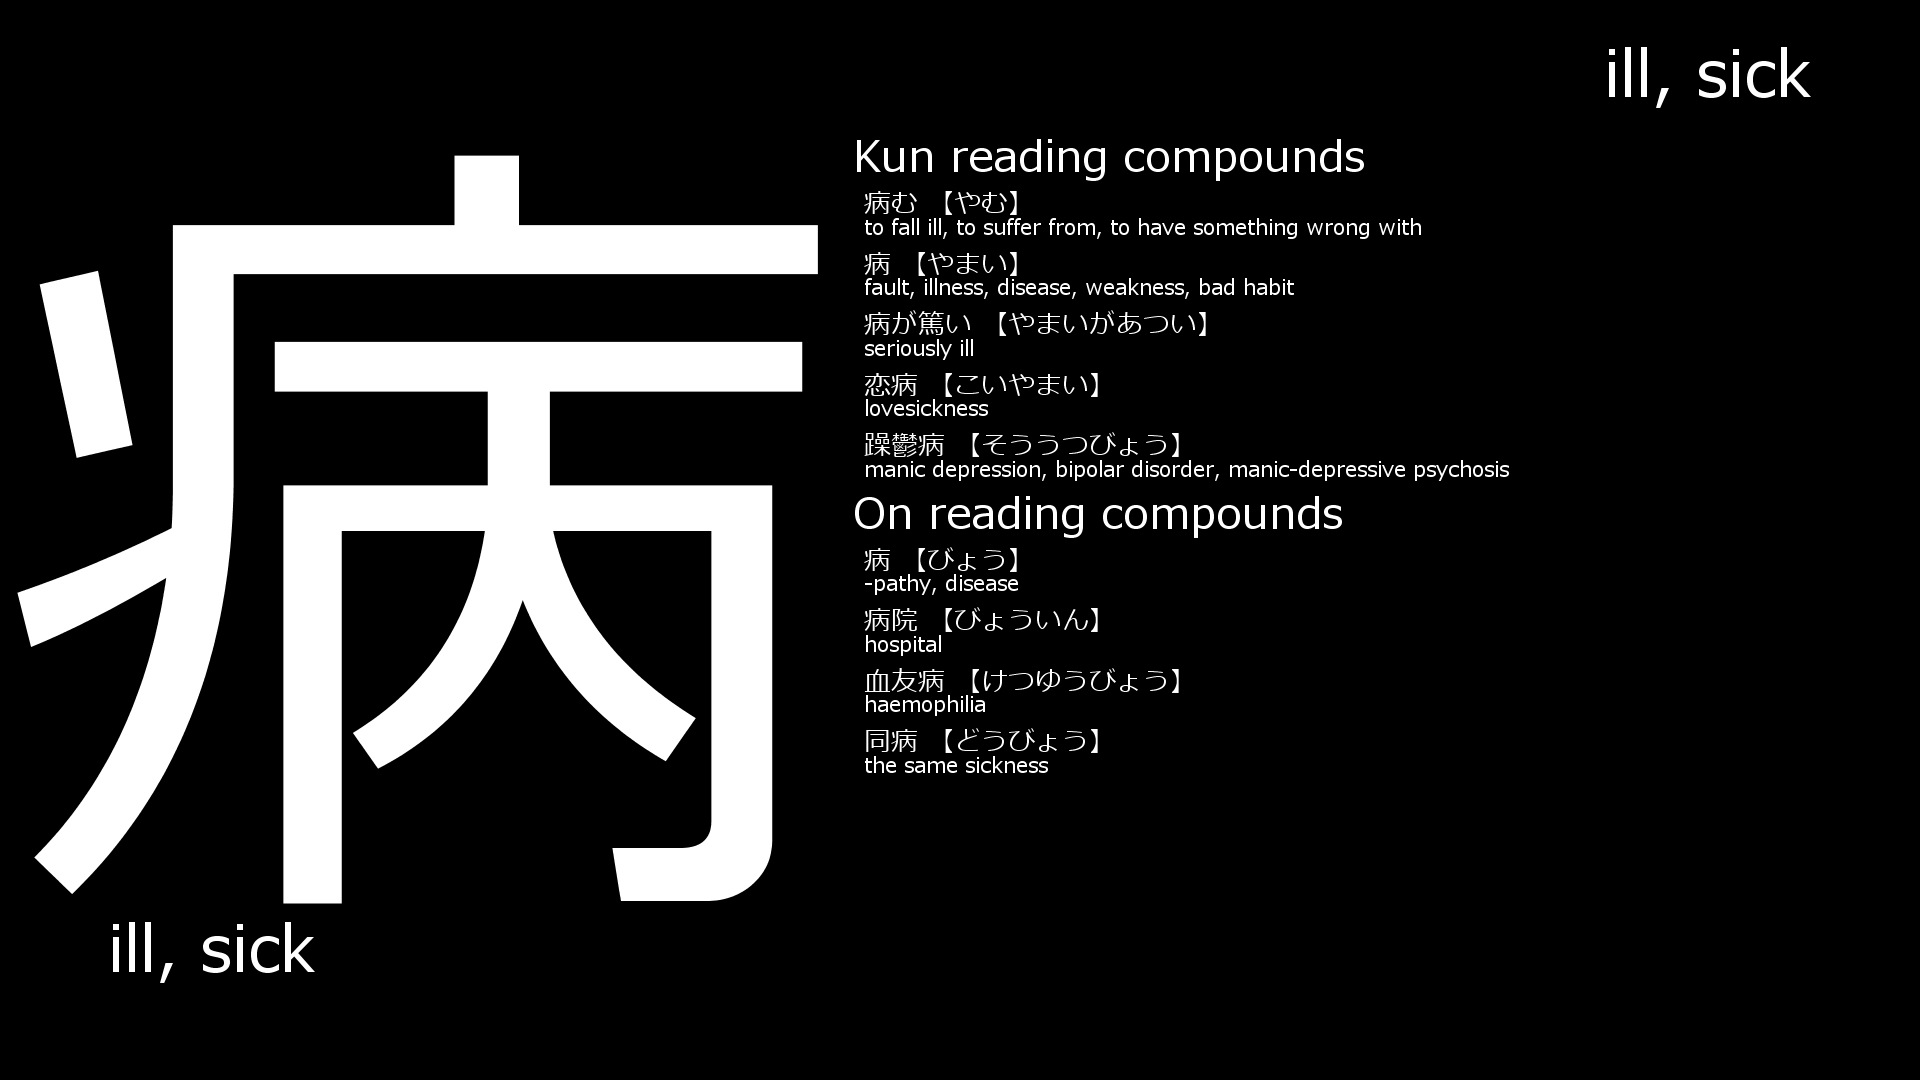 ill, sick
病
Kun reading compounds
病む 【やむ】
to fall ill, to suffer from, to have something wrong with
病 【やまい】
fault, illness, disease, weakness, bad habit
病が篤い 【やまいがあつい】
seriously ill
恋病 【こいやまい】
lovesickness
躁鬱病 【そううつびょう】
manic depression, bipolar disorder, manic-depressive psychosis
On reading compounds
病 【びょう】
-pathy, disease
病院 【びょういん】
hospital
血友病 【けつゆうびょう】
haemophilia
同病 【どうびょう】
the same sickness
ill, sick